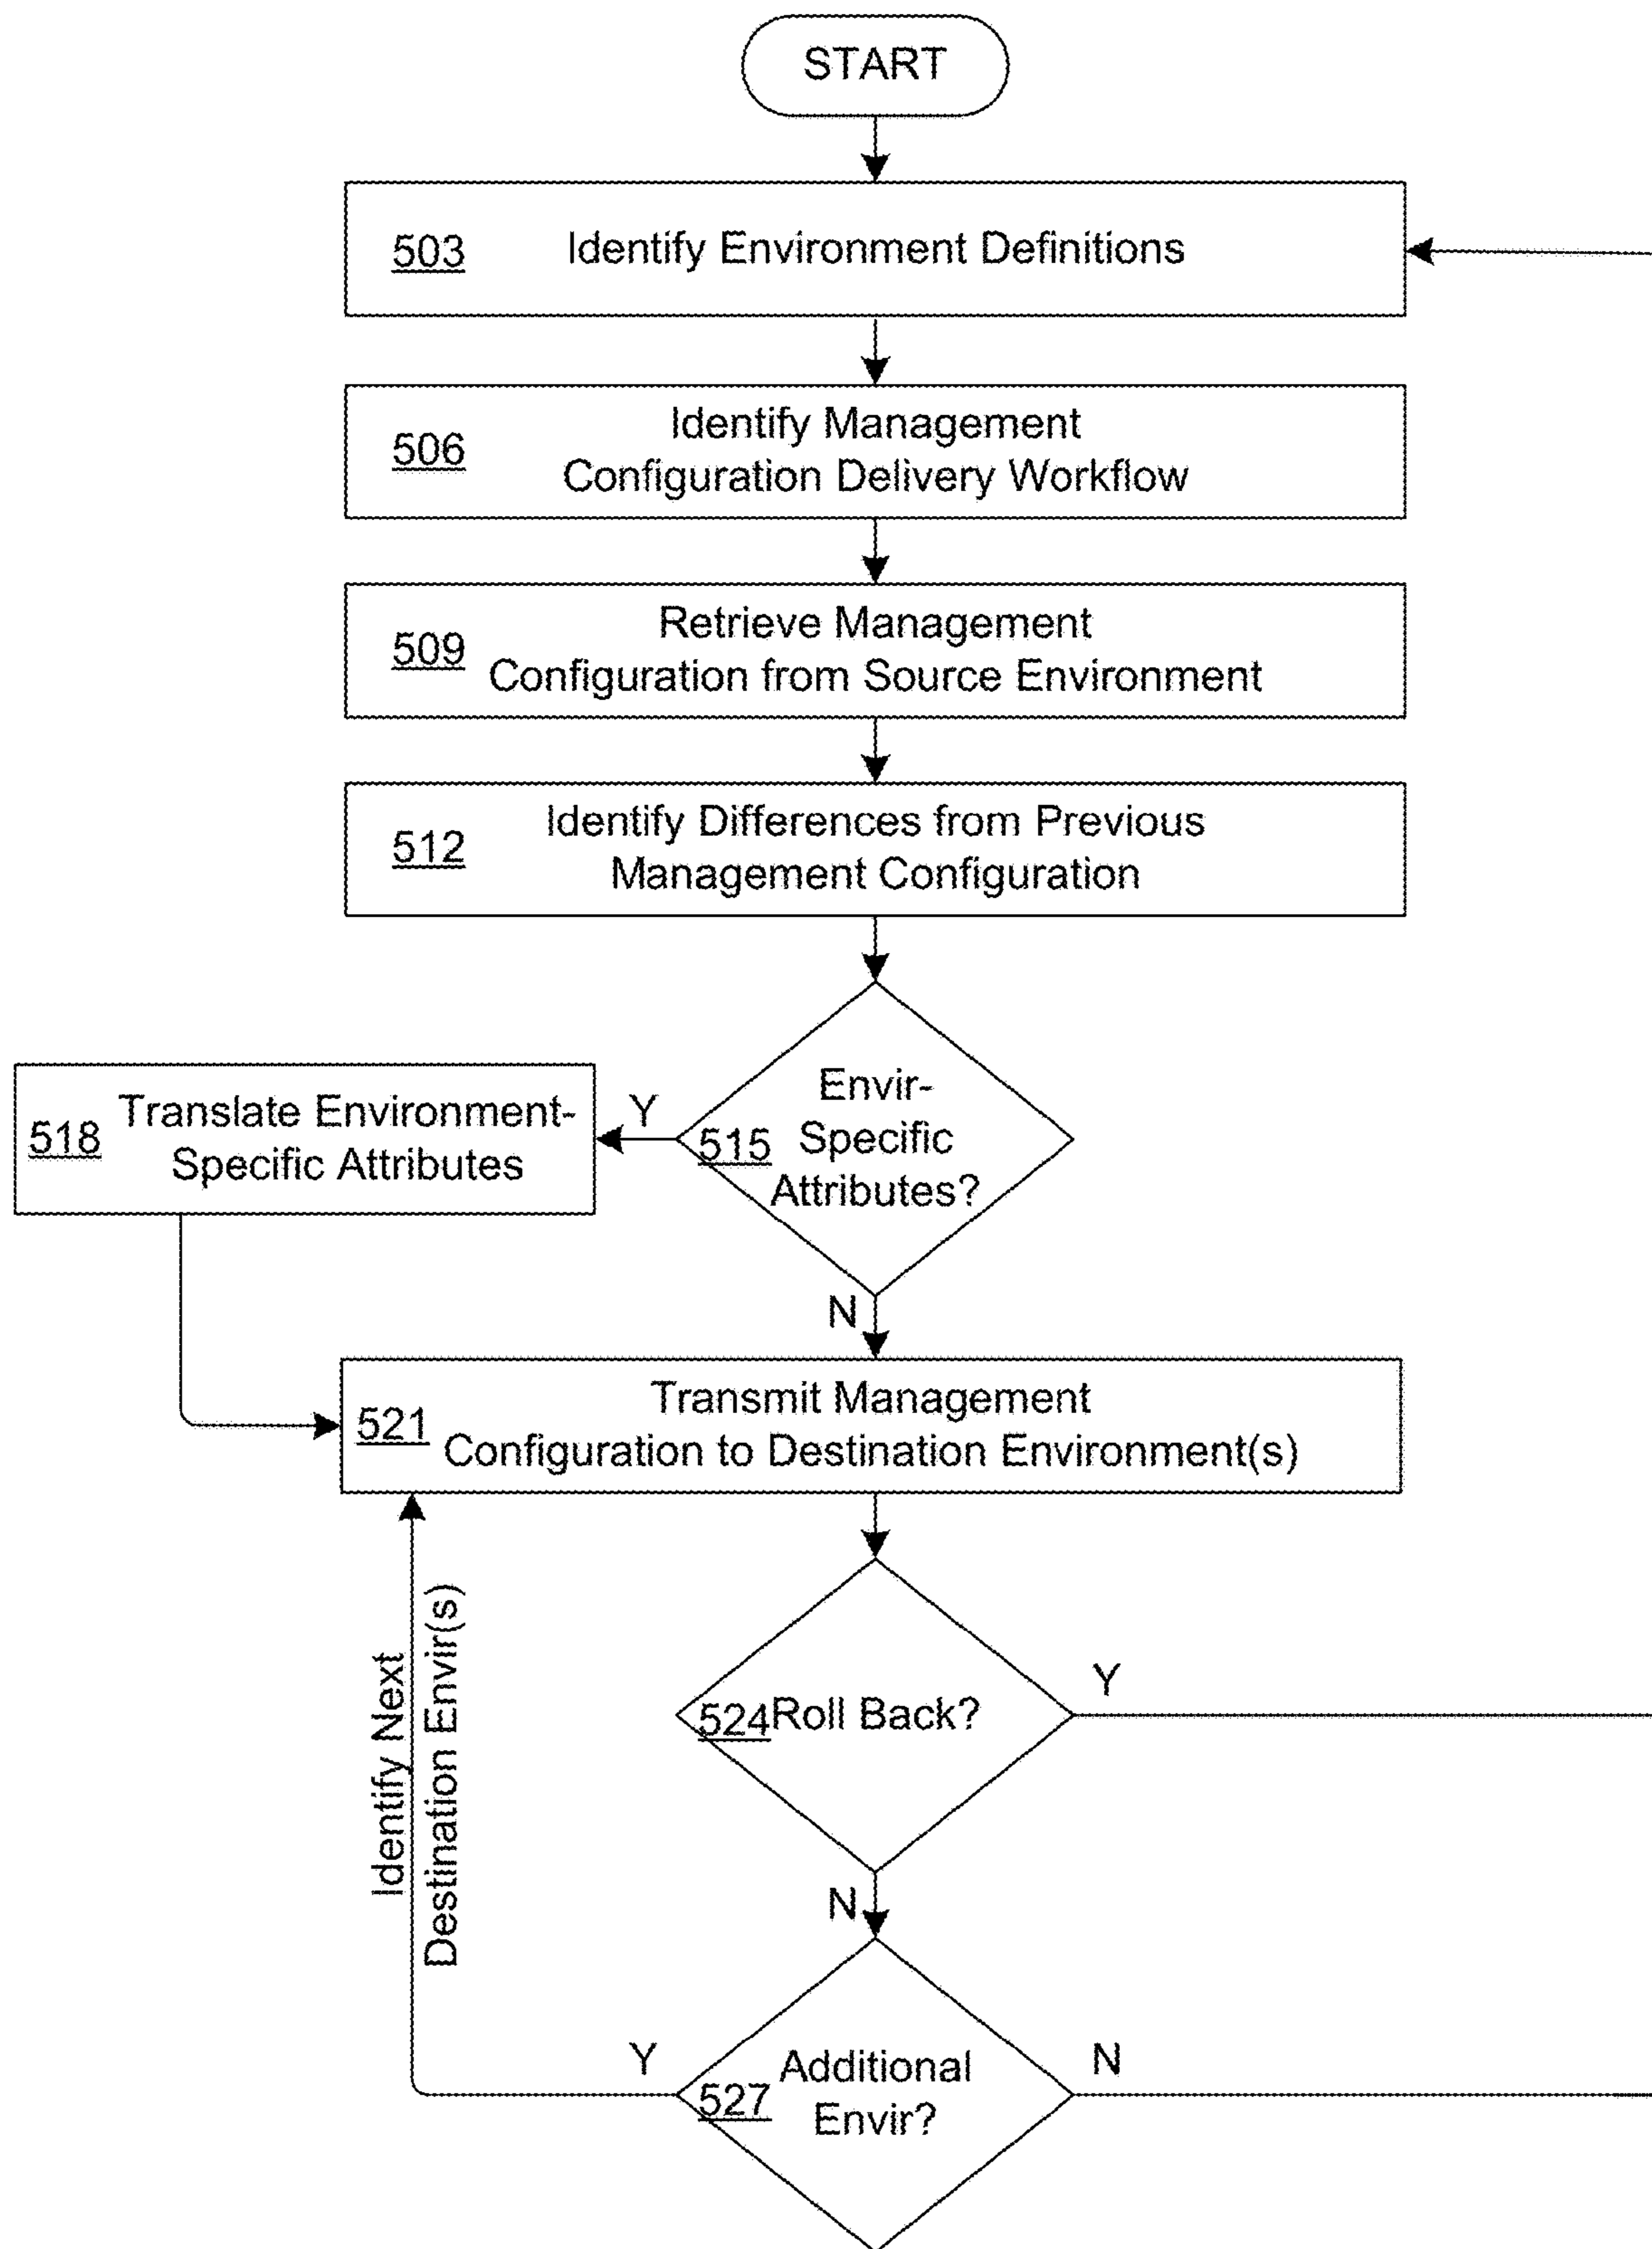 START
503
Identify Environment Definitions
506
Identify Management
Configuration Delivery Workflow
509
Retrieve Management
Configuration from Source Environment
512
Identify Differences from Previous
Management Configuration
515
Envir-
Specific
Attributes?
Y
518
Translate Environment-
Specific Attributes
N
521
Transmit Management
Configuration to Destination Environment(s)
524
Roll Back?
Y
N
Identify Next
Destination Envir(s)
527
Additional
Envir?
Y
N